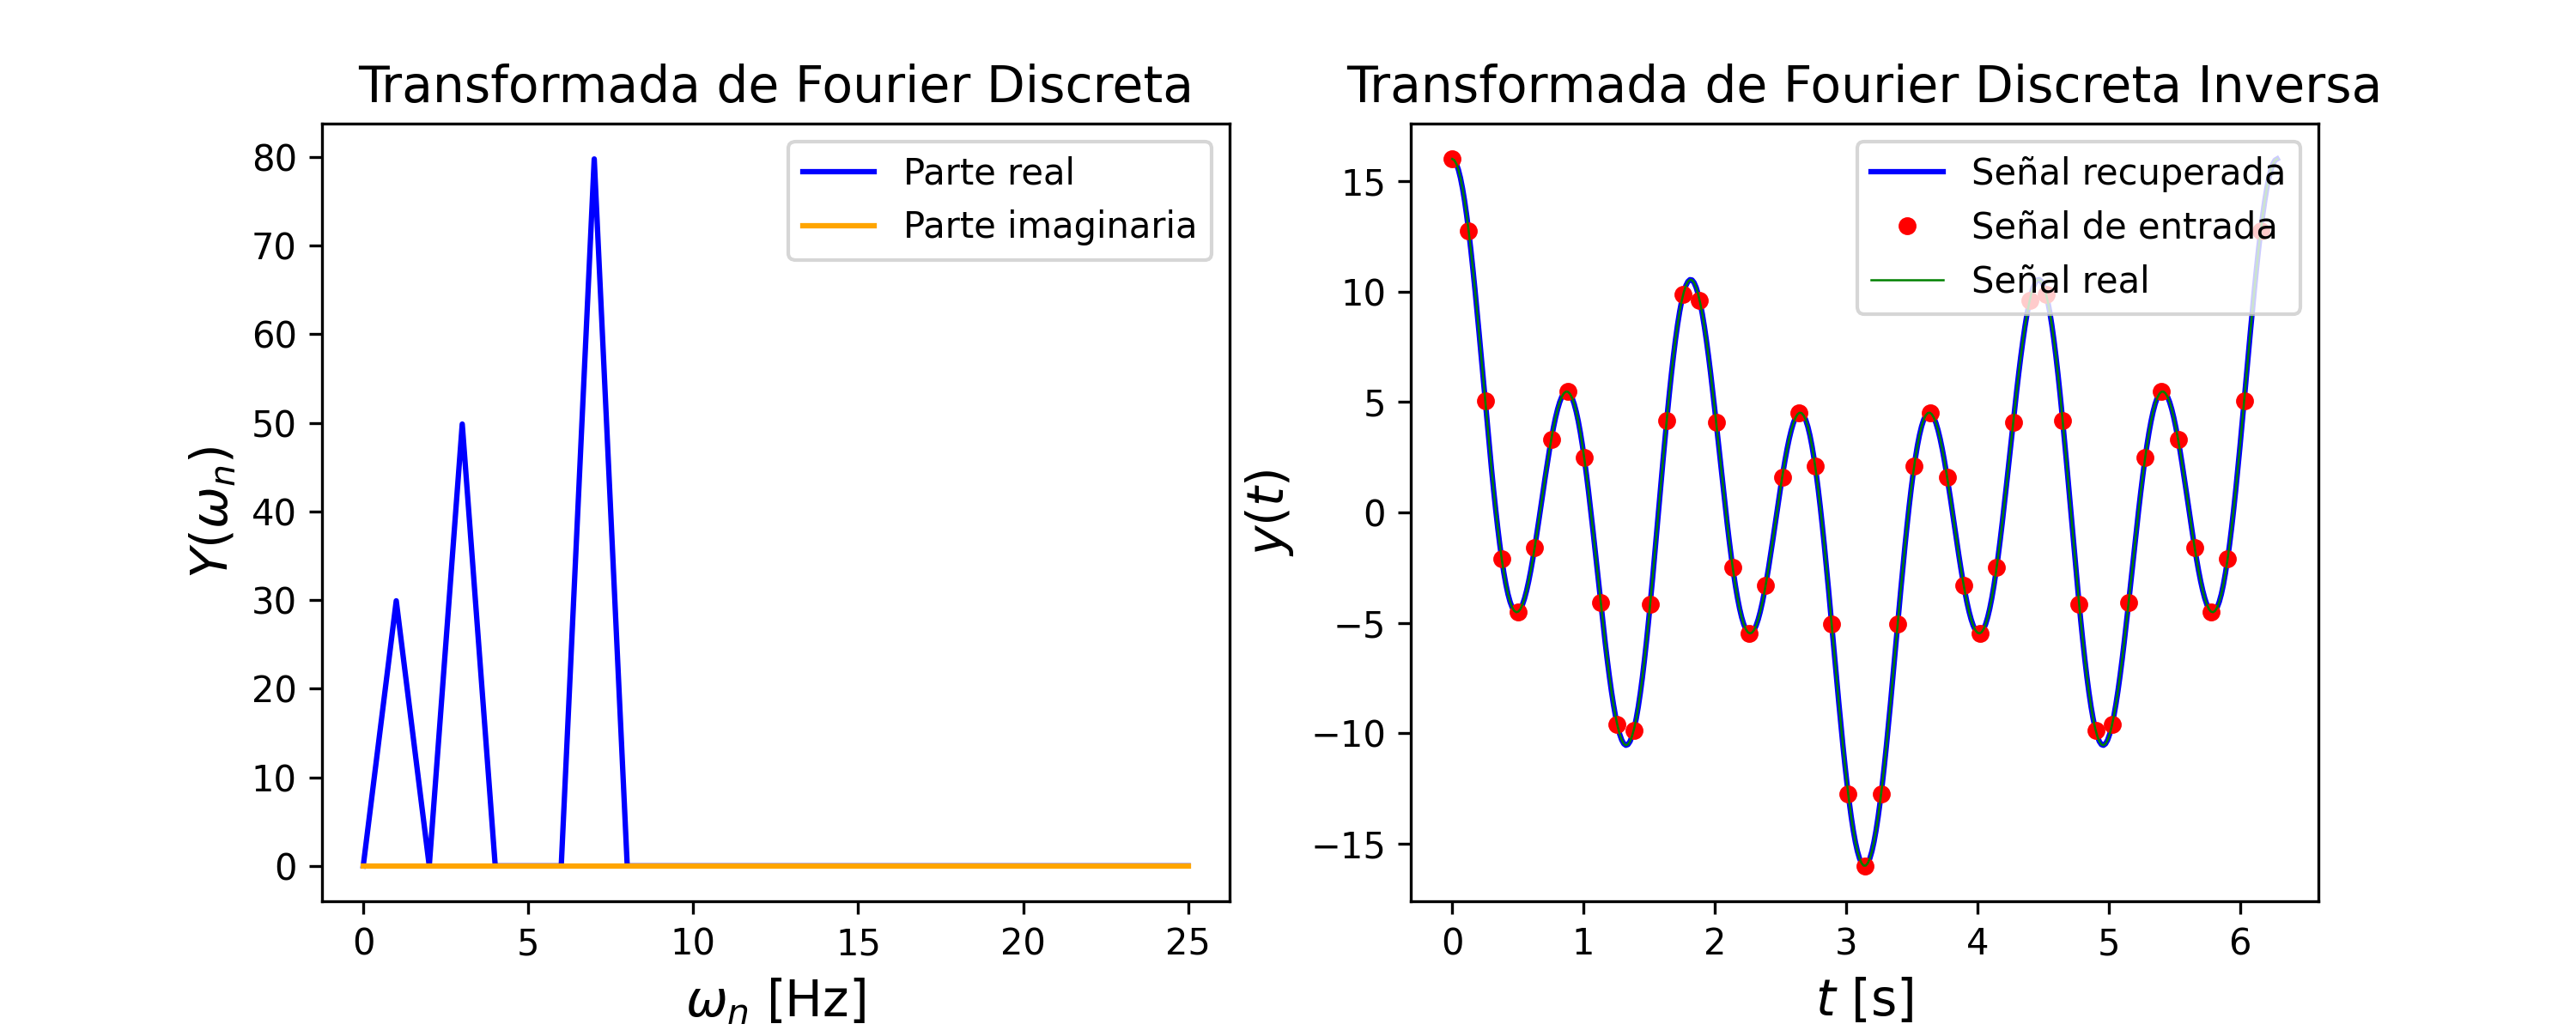 Transformada de Fourier Discreta
Parte real
Parte imaginaria
80
70
60
50
40
30
20
10
0
Y(ωₙ)
0 5 10 15 20 25
ωₙ [Hz]
Transformada de Fourier Discreta Inversa
Señal recuperada
Señal de entrada
Señal real
15
10
5
0
−5
−10
−15
y(t)
0 1 2 3 4 5 6
t [s]